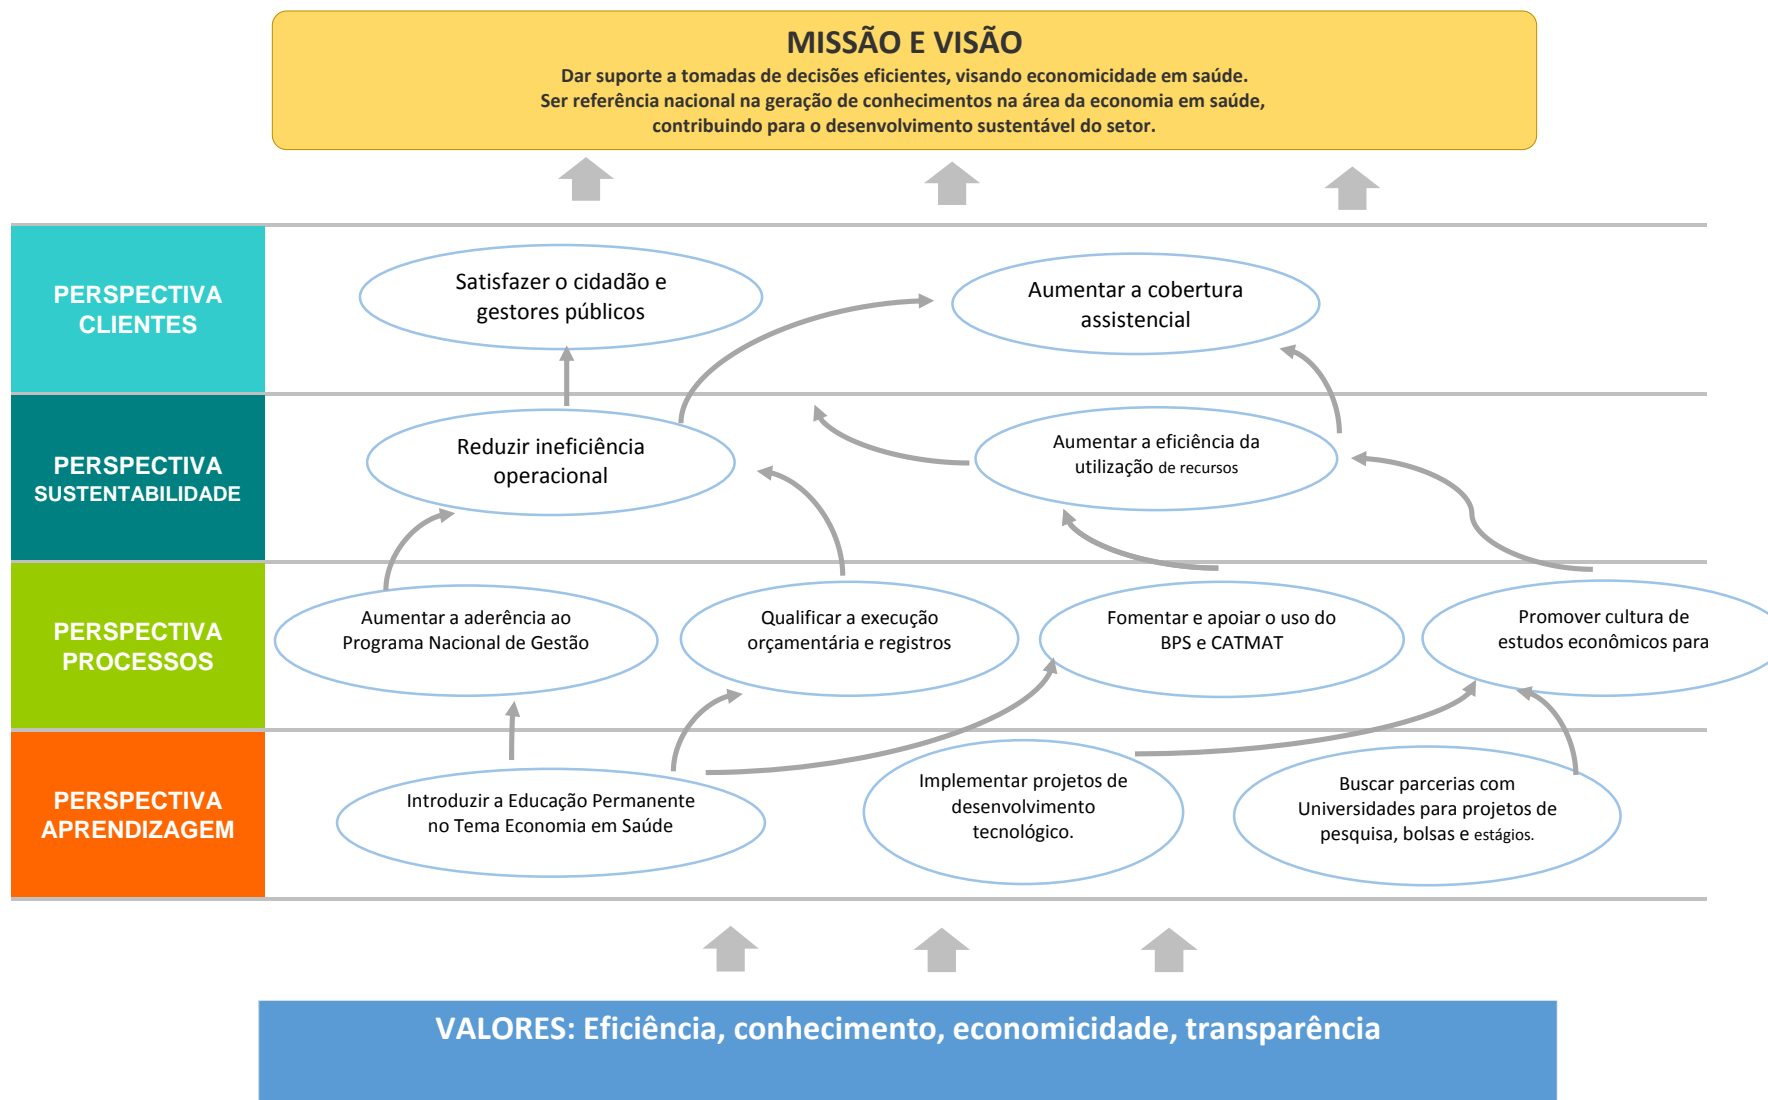 MISSÃO E VISÃO
Dar suporte a tomadas de decisões eficientes, visando economicidade em saúde.
Ser referência nacional na geração de conhecimentos na área da economia em saúde,
contribuindo para o desenvolvimento sustentável do setor.
PERSPECTIVA
CLIENTES
Satisfazer o cidadão e
gestores públicos
Aumentar a cobertura
assistencial
PERSPECTIVA
SUSTENTABILIDADE
Reduzir ineficiência
operacional
Aumentar a eficiência da
utilização de recursos
PERSPECTIVA
PROCESSOS
Aumentar a aderência ao
Programa Nacional de Gestão
Qualificar a execução
orçamentária e registros
Fomentar e apoiar o uso do
BPS e CATMAT
Promover cultura de
estudos econômicos para
PERSPECTIVA
APRENDIZAGEM
Introduzir a Educação Permanente
no Tema Economia em Saúde
Implementar projetos de
desenvolvimento
tecnológico.
Buscar parcerias com
Universidades para projetos de
pesquisa, bolsas e estágios.
VALORES: Eficiência, conhecimento, economicidade, transparência